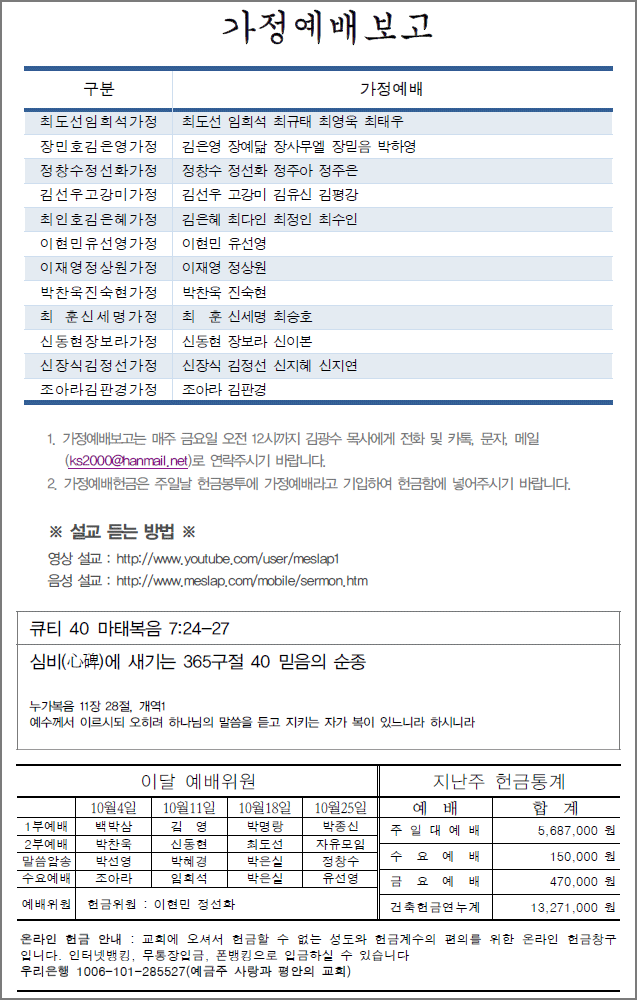 가정예배보고
구분 가정예배
최도선임희석가정 최도선 임희석 최규태 최영옥 최태우
장민호김은영가정 김은영 장예닮 장사무엘 장믿음 박하영
정창수정선화가정 정창수 정선화 정주아 정주은
김선우고강미가정 김선우 고강미 김유신 김평강
최인호김은혜가정 김은혜 최다인 최정인 최수인
이현민유선영가정 이현민 유선영
이재영정상원가정 이재영 정상원
박찬욱진숙현가정 박찬욱 진숙현
최 훈신세명가정 최 훈 신세명 최승호
신동현장보라가정 신동현 장보라 신이본
신장식김정선가정 신장식 김정선 신지혜 신지연
조아라김판경가정 조아라 김판경
1. 가정예배보고는 매주 금요일 오전 12시까지 김광수 목사에게 전화 및 카톡, 문자, 메일
(ks2000@hanmail.net)로 연락주시기 바랍니다.
2. 가정예배헌금은 주일날 헌금봉투에 가정예배라고 기입하여 헌금함에 넣어주시기 바랍니다.
※ 설교 듣는 방법 ※
영상 설교 : http://www.youtube.com/user/meslap1
음성 설교 : http://www.meslap.com/mobile/sermon.htm
큐티 40 마태복음 7:24-27
심비(心碑)에 새기는 365구절 40 믿음의 순종
누가복음 11장 28절, 개역1
예수께서 이르시되 오히려 하나님의 말씀을 듣고 지키는 자가 복이 있느니라 하시니라
이달 예배위원
10월4일 10월11일 10월18일 10월25일
1부예배 백박삼 김 영 박명랑 박종신
2부예배 박찬욱 신동현 최도선 자유모임
말씀암송 박선영 박혜경 박은실 정창수
수요예배 조아라 임희석 박은실 유선영
예배위원 헌금위원 : 이현민 정선화
지난주 헌금통계
예 배 합 계
주 일 대 예 배 5,687,000 원
수 요 예 배 150,000 원
금 요 예 배 470,000 원
건축헌금연누계 13,271,000 원
온라인 헌금 안내 : 교회에 오셔서 헌금할 수 없는 성도와 헌금계수의 편의를 위한 온라인 헌금창구
입니다. 인터넷뱅킹, 무통장입금, 폰뱅킹으로 입금하실 수 있습니다
우리은행 1006-101-285527(예금주 사랑과 평안의 교회)